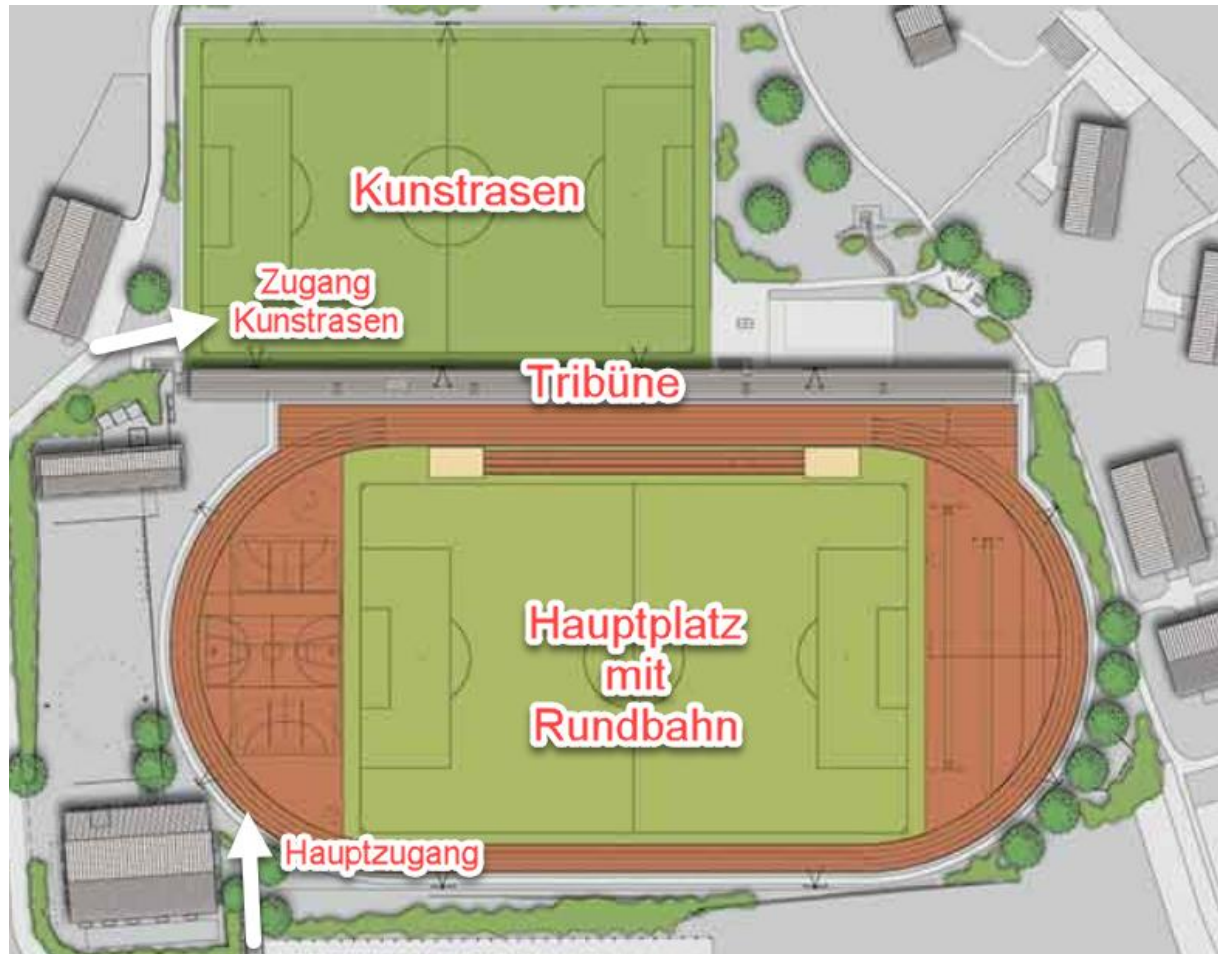 Kunstrasen
Zugang
Kunstrasen
Tribüne
Hauptplatz
mit
Rundbahn
Hauptzugang